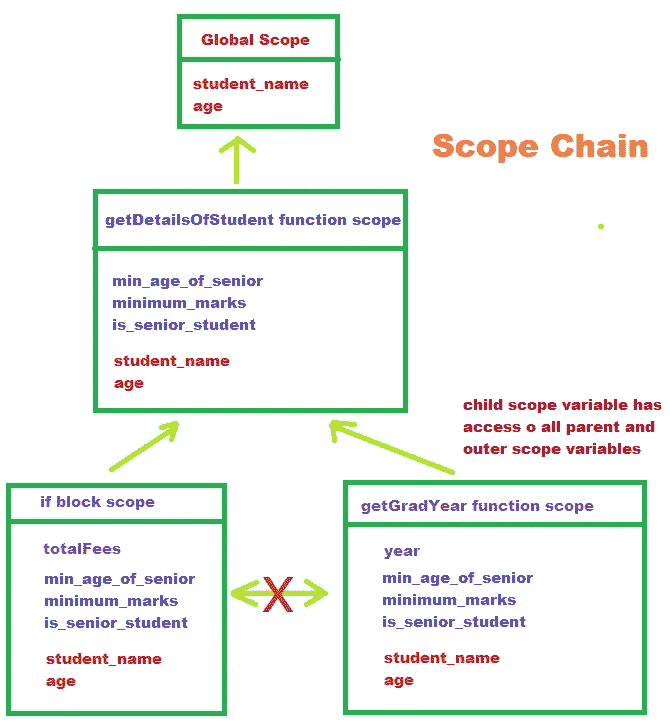 Global Scope
student_name
age
Scope Chain
getDetailsOfStudent function scope
min_age_of_senior
minimum_marks
is_senior_student
student_name
age
child scope variable has
access o all parent and
outer scope variables
if block scope
totalFees
min_age_of_senior
minimum_marks
is_senior_student
student_name
age
X
getGradYear function scope
year
min_age_of_senior
minimum_marks
is_senior_student
student_name
age